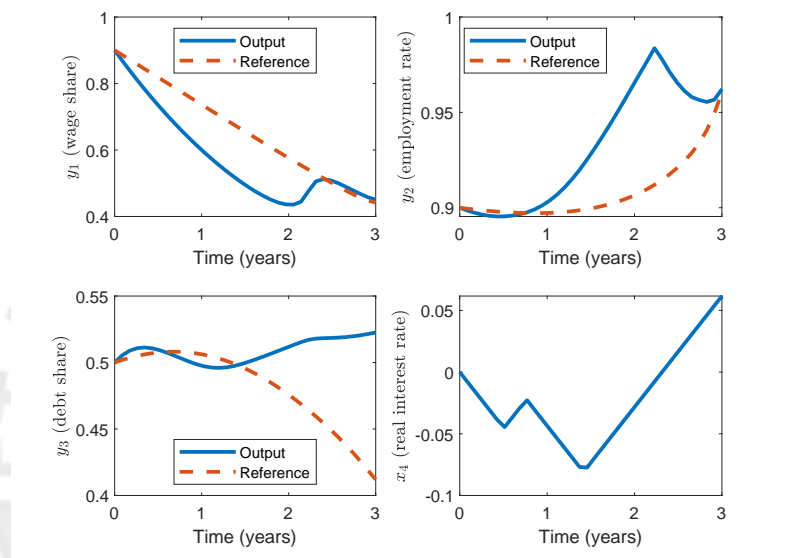 1
0.8
0.6
0.4
0 1 2 3
Time (years)
y1 (wage share)
Output
Reference
1
0.95
0.9
0 1 2 3
Time (years)
y2 (employment rate)
Output
Reference
0.55
0.5
0.45
0.4
0 1 2 3
Time (years)
y3 (debt share)
Output
Reference
0.05
0
-0.05
-0.1
0 1 2 3
Time (years)
x4 (real interest rate)